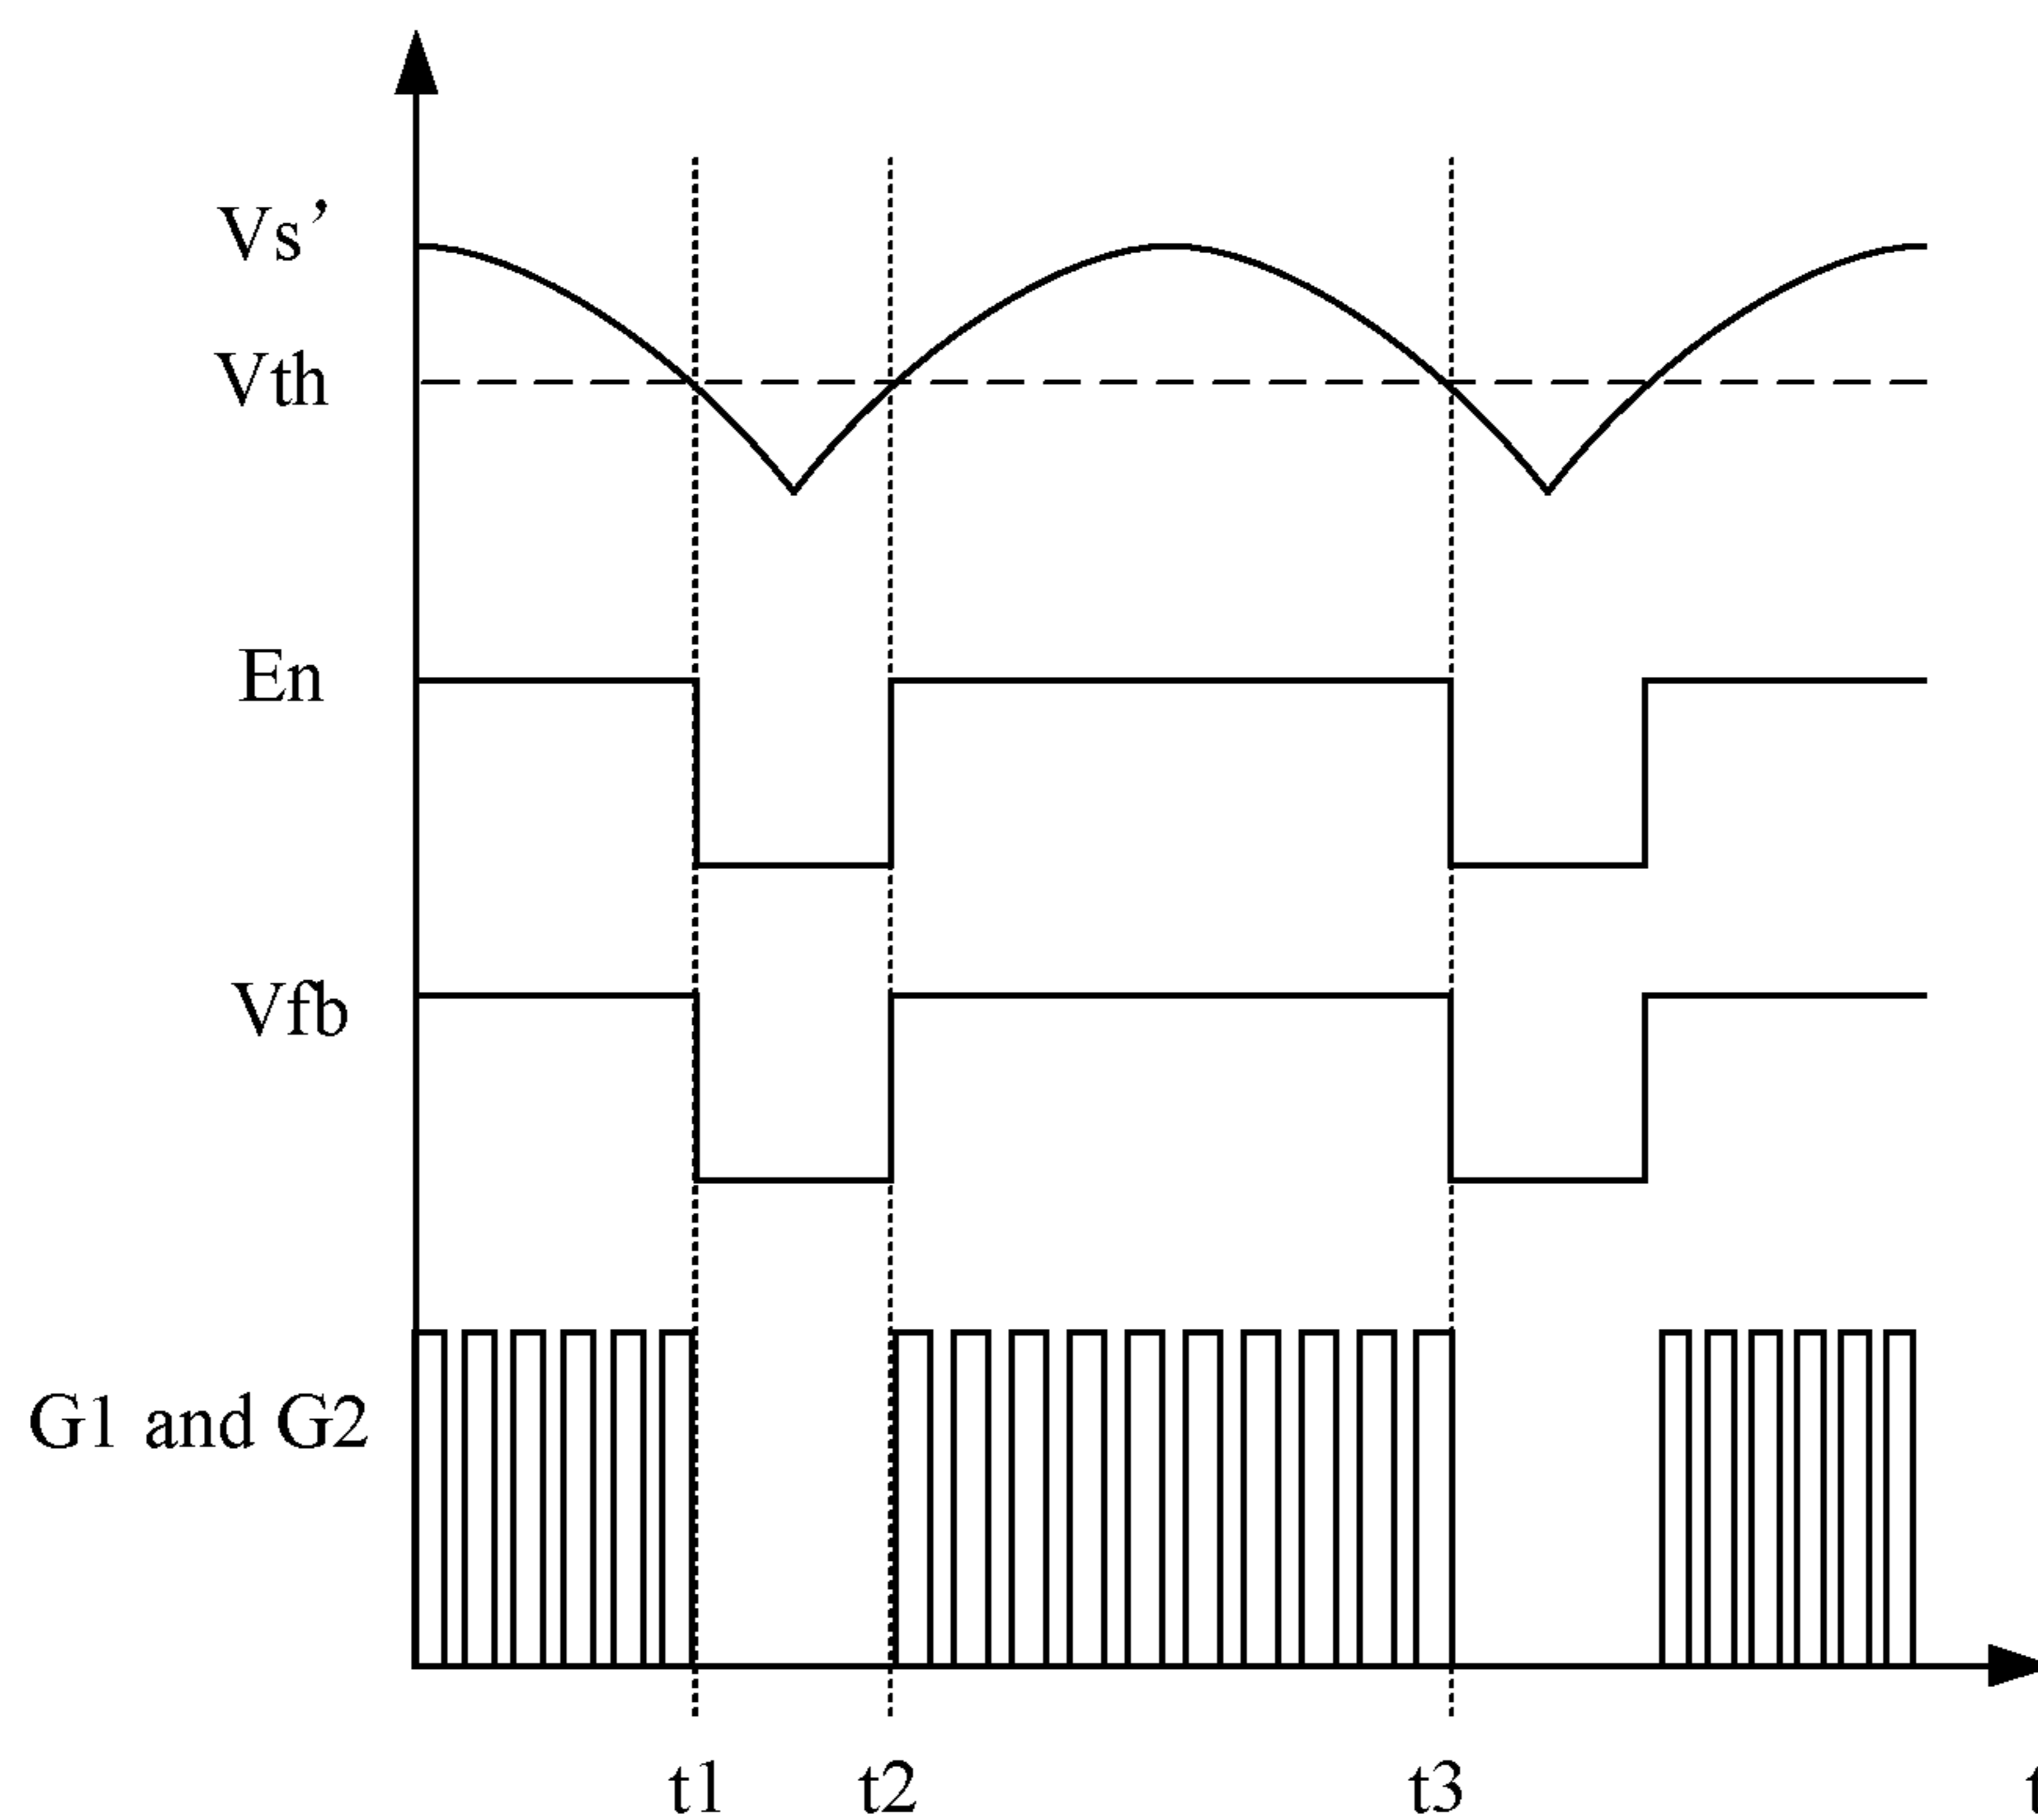 Vs’
Vth
En
Vfb
G1 and G2
t1 t2 t3 t